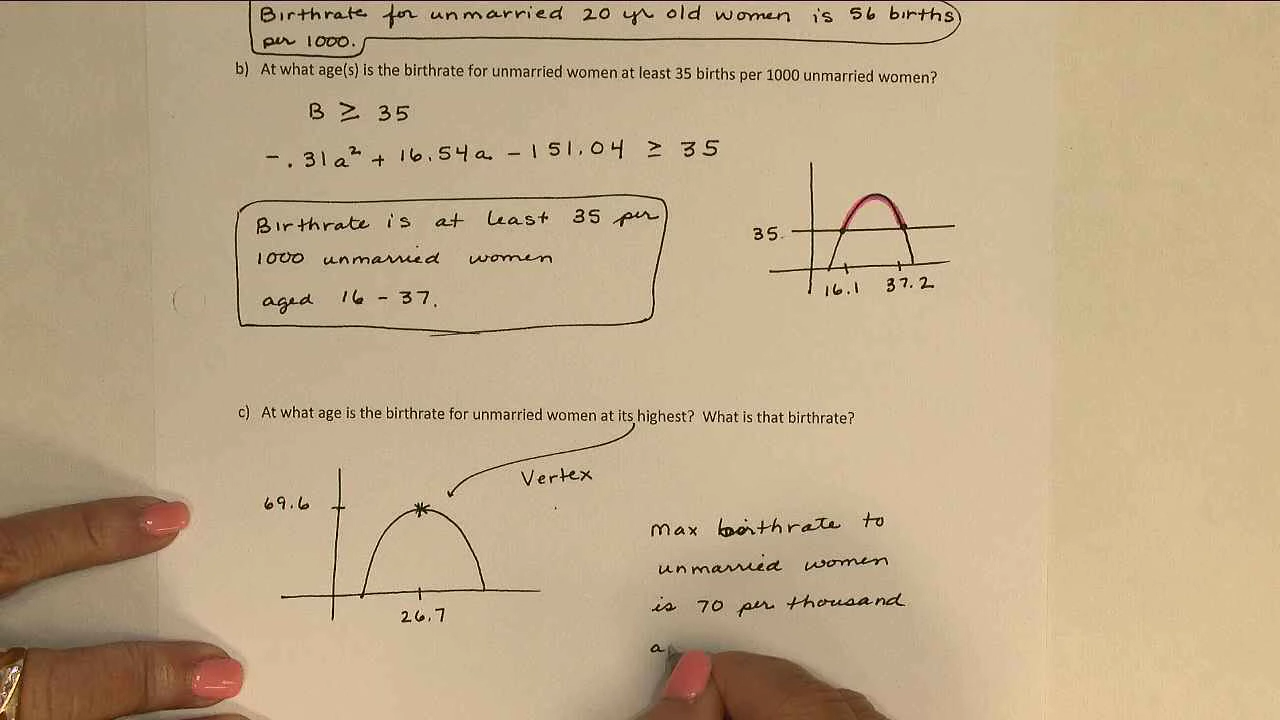 Birthrate for unmarried 20 yr old women is 56 births
per 1000.
b) At what age(s) is the birthrate for unmarried women at least 35 births per 1000 unmarried women?
B ≥ 35
-.31a² + 16.54a - 151.04 ≥ 35
Birthrate is at least 35 per
1000 unmarried women
aged 16 - 37.
35
16.1 37.2
c) At what age is the birthrate for unmarried women at its highest? What is that birthrate?
Vertex
69.6
26.7
Max birthrate to
unmarried women
is 70 per thousand
a